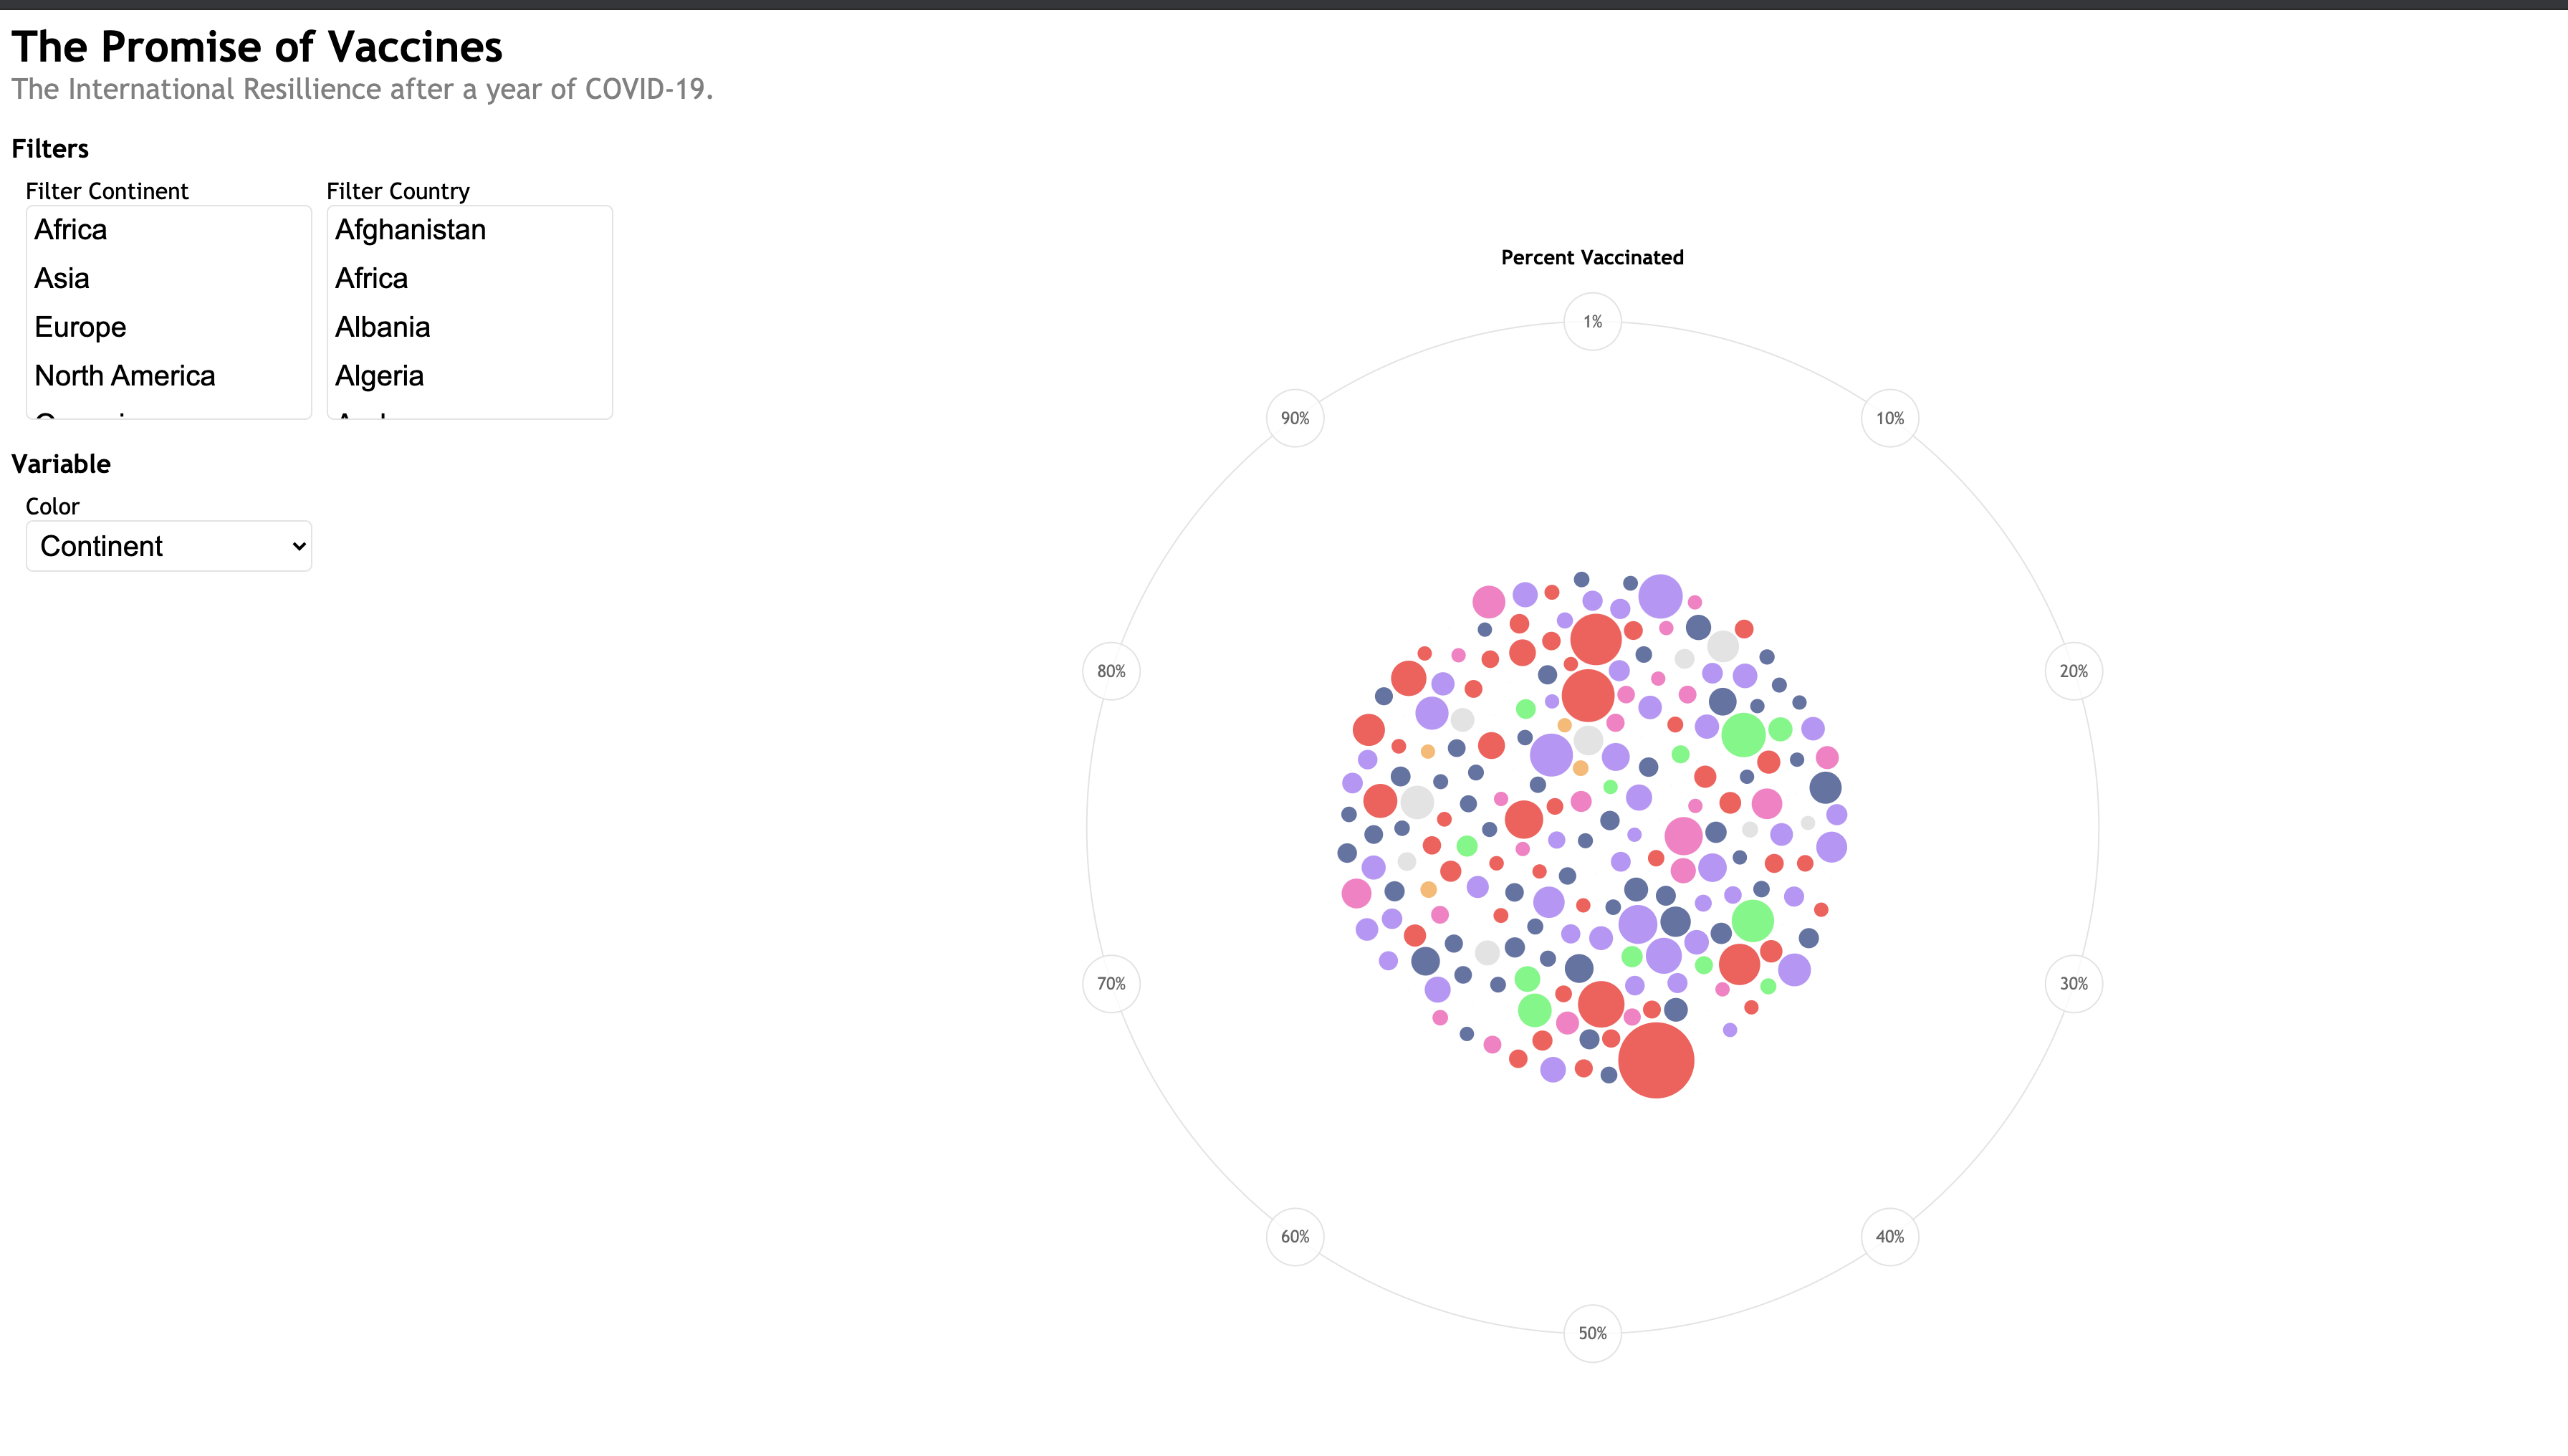 The Promise of Vaccines
The International Resillience after a year of COVID-19.
Filters
Filter Continent
Filter Country
Africa
Asia
Europe
North America
Afghanistan
Africa
Albania
Algeria
Variable
Color
Continent
Percent Vaccinated
1%
10%
20%
30%
40%
50%
60%
70%
80%
90%